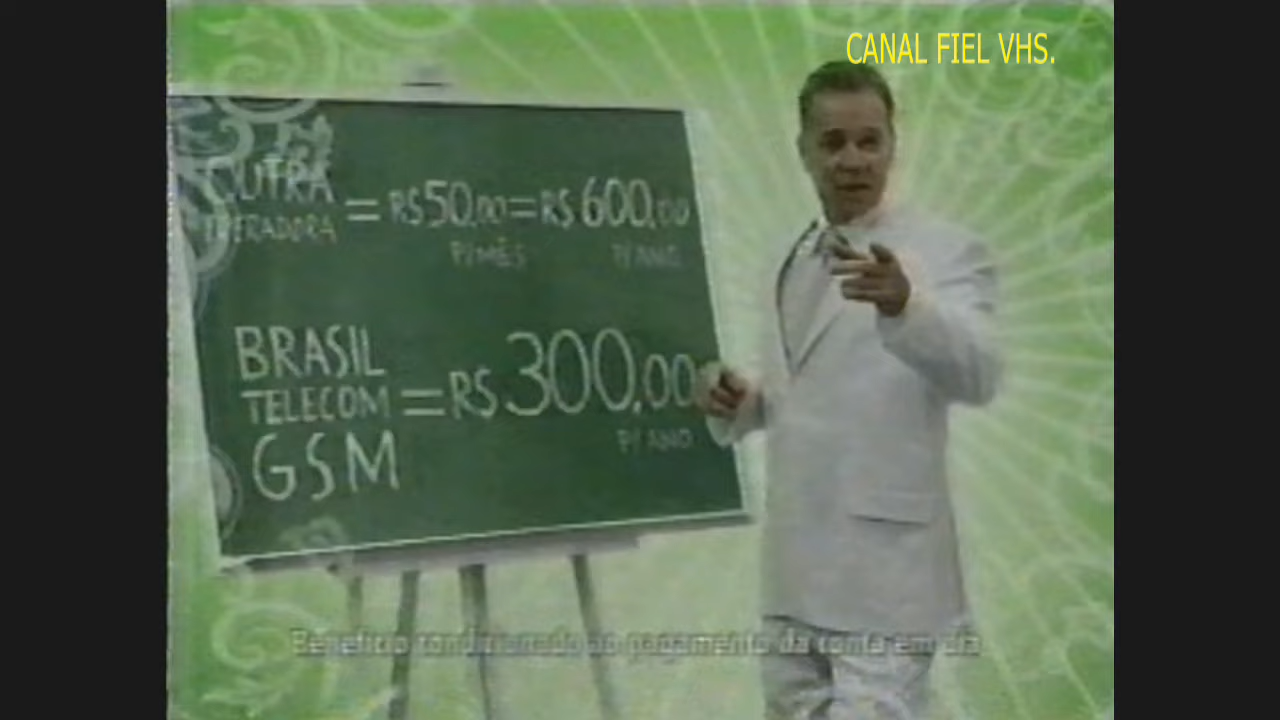 CANAL FIEL VHS.
OUTRA
OPERADORA
= R$50,00 = R$600,00
P/MÊS P/ANO
BRASIL
TELECOM
GSM
= R$300,00
P/ANO
Benefício condicionado ao pagamento da conta em dia